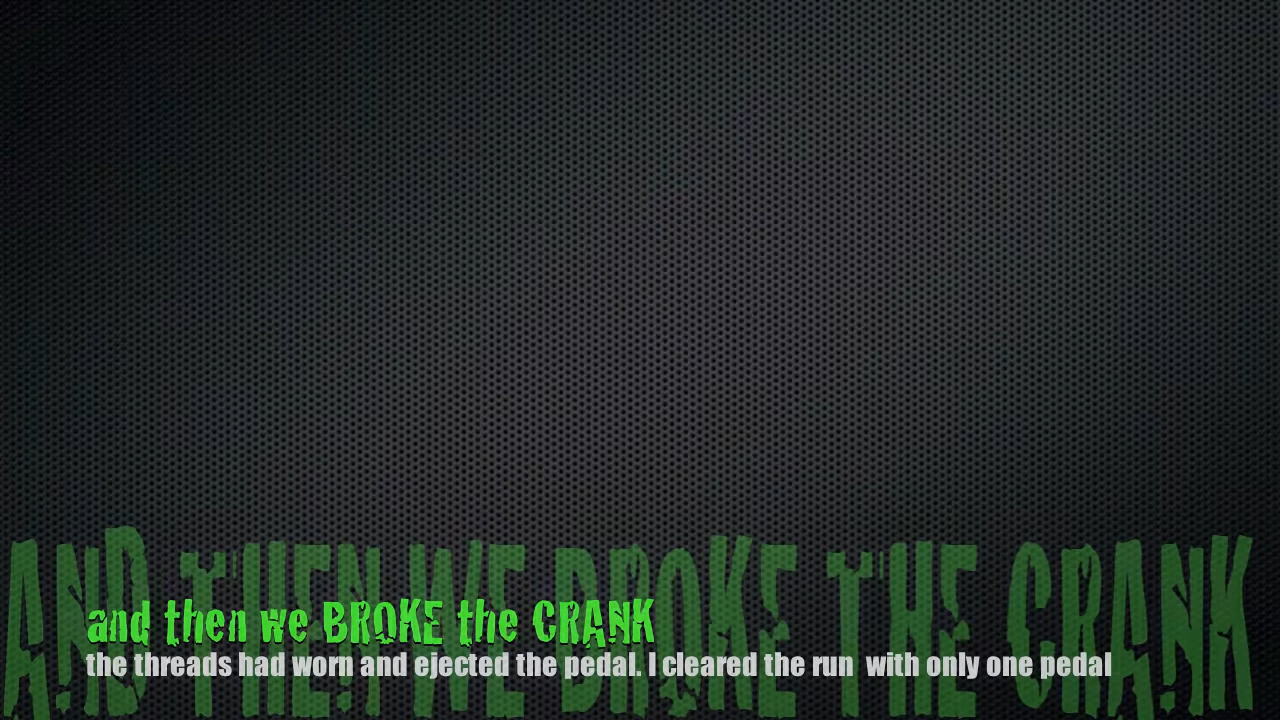 AND THEN WE BROKE THE CRANK
and then we BROKE the CRANK
the threads had worn and ejected the pedal. I cleared the run  with only one pedal